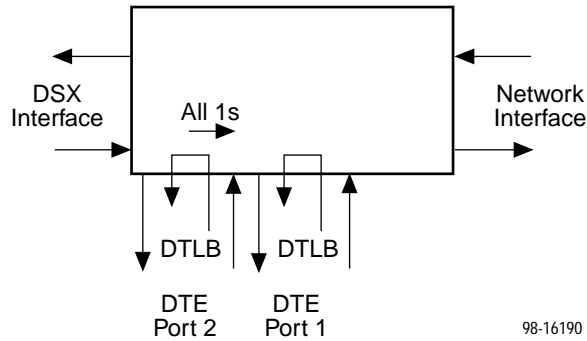 DSX
Interface
All 1s
Network
Interface
DTLB
DTLB
DTE
Port 2
DTE
Port 1
98-16190